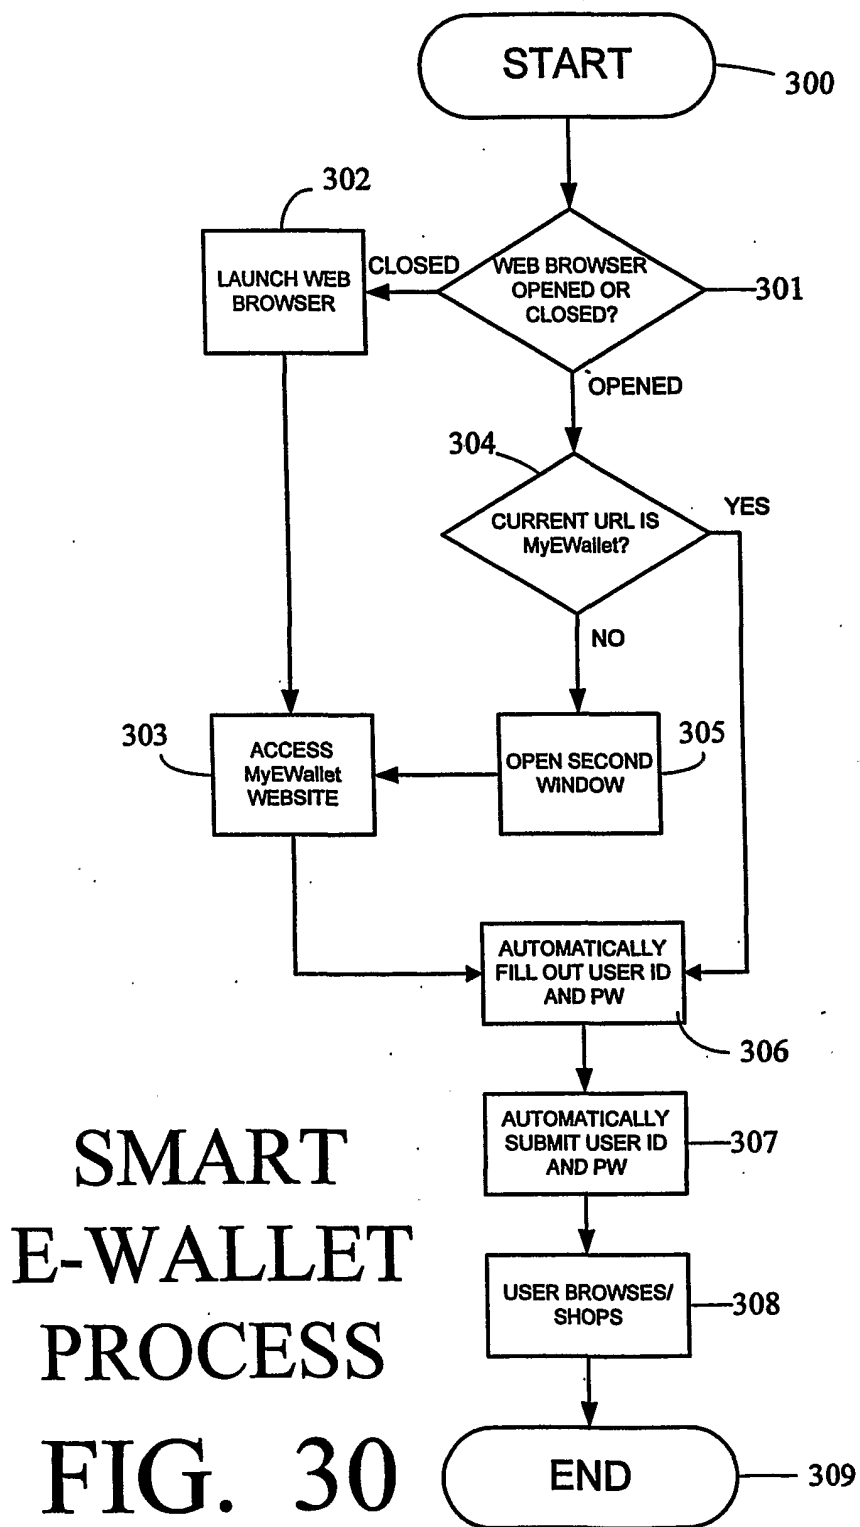 START
300
302
LAUNCH WEB
BROWSER
CLOSED
WEB BROWSER
OPENED OR
CLOSED?
301
OPENED
304
CURRENT URL IS
MyEWallet?
YES
NO
303
ACCESS
MyEWallet
WEBSITE
OPEN SECOND
WINDOW
305
AUTOMATICALLY
FILL OUT USER ID
AND PW
306
AUTOMATICALLY
SUBMIT USER ID
AND PW
307
USER BROWSES/
SHOPS
308
END
309
SMART
E-WALLET
PROCESS
FIG. 30